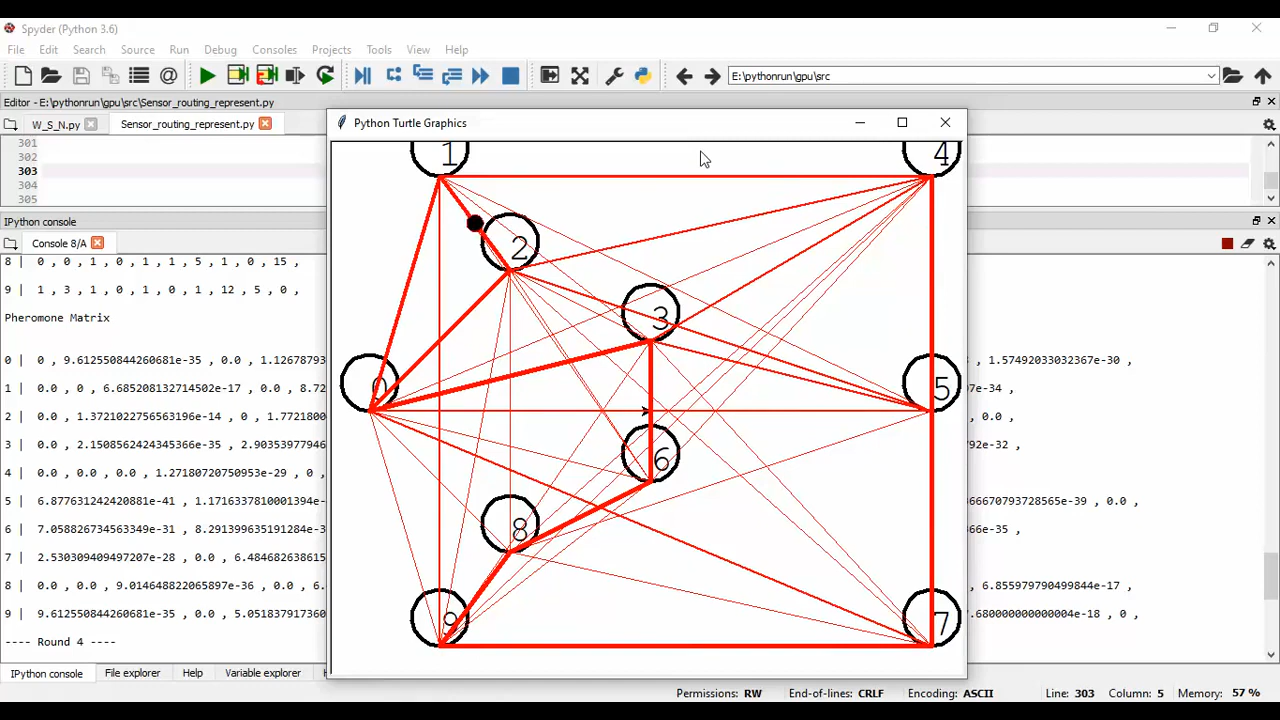 Spyder (Python 3.6)
File Edit Search Source Run Debug Consoles Projects Tools View Help
E:\pythonrun\gpu\src
Editor - E:\pythonrun\gpu\src\Sensor_routing_represent.py
W_S_N.py Sensor_routing_represent.py
301
302
303
304
305
IPython console
Console 8/A
8 | 0 , 0 , 1 , 0 , 1 , 1 , 5 , 1 , 0 , 15 ,
9 | 1 , 3 , 1 , 0 , 1 , 0 , 1 , 12 , 5 , 0 ,
Pheromone Matrix
0 | 0 , 9.612550844260681e-35 , 0.0 , 1.12678793 , 1.57492033032367e-30 ,
1 | 0.0 , 0 , 6.685208132714502e-17 , 0.0 , 8.72 e-34 ,
2 | 0.0 , 1.3721022756563196e-14 , 0 , 1.7721800 , 0.0 ,
3 | 0.0 , 2.15085624243453​66e-35 , 2.90353977946 92e-32 ,
4 | 0.0 , 0.0 , 0.0 , 1.27180720750953e-29 , 0 ,
5 | 6.877631242420881e-41 , 1.1716337810001394e- 66670793728565e-39 , 0.0 ,
6 | 7.058826734563349e-31 , 8.291399635191284e-3 66e-35 ,
7 | 2.530309409497207e-28 , 0.0 , 6.484682638615
8 | 0.0 , 0.0 , 9.014648822065897e-36 , 0.0 , 6. 6.855979790499844e-17 ,
9 | 9.612550844260681e-35 , 0.0 , 5.051837917360 680000000000004e-18 , 0 ,
---- Round 4 ----
Python Turtle Graphics
1
4
2
3
0
5
6
8
9
7
IPython console File explorer Help Variable explorer
Permissions: RW End-of-lines: CRLF Encoding: ASCII Line: 303 Column: 5 Memory: 57 %